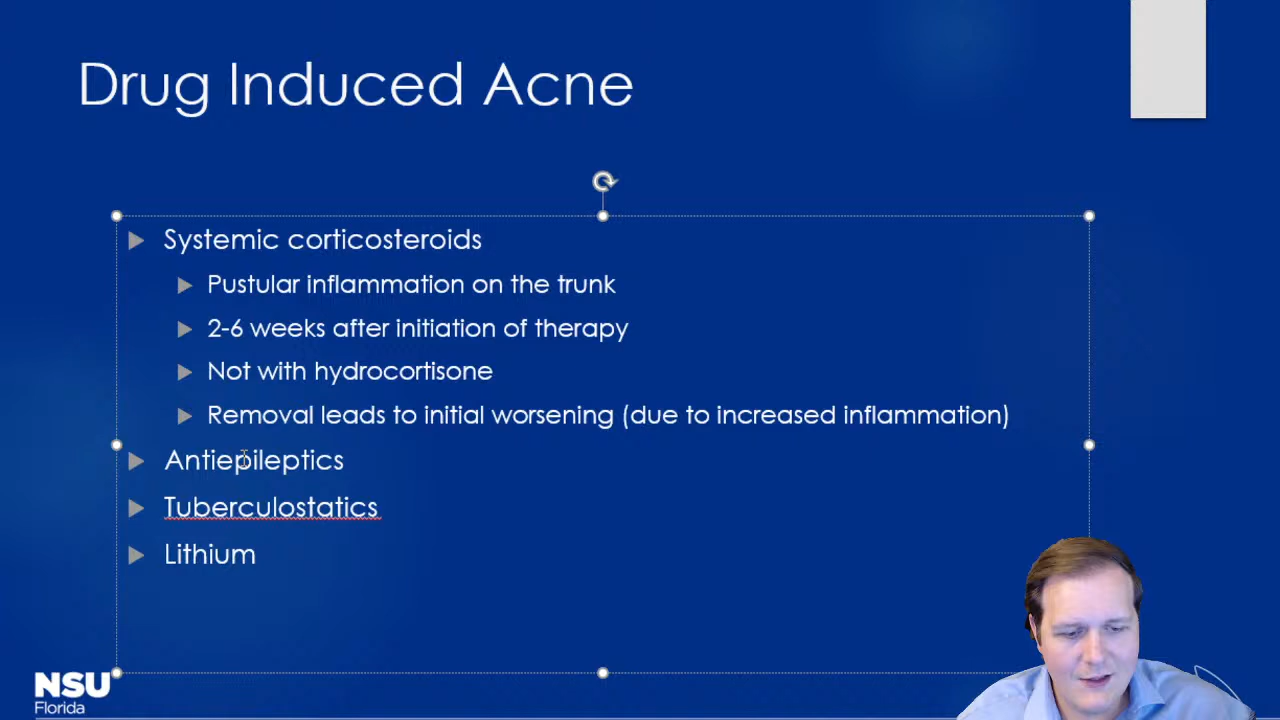 Drug Induced Acne
Systemic corticosteroids
Pustular inflammation on the trunk
2-6 weeks after initiation of therapy
Not with hydrocortisone
Removal leads to initial worsening (due to increased inflammation)
Antiepileptics
Tuberculostatics
Lithium
NSU
Florida